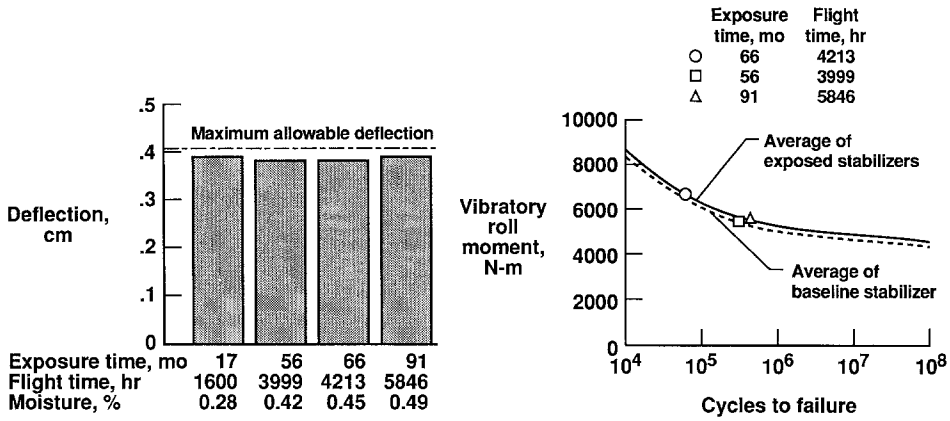 .5
.4
.3
.2
.1
0
Deflection,
cm
Maximum allowable deflection
Exposure time, mo 17 56 66 91
Flight time, hr 1600 3999 4213 5846
Moisture, % 0.28 0.42 0.45 0.49
Exposure Flight
time, mo time, hr
66 4213
56 3999
91 5846
10000
8000
6000
4000
2000
0
Vibratory
roll
moment,
N-m
Average of
exposed stabilizers
Average of
baseline stabilizer
10⁴ 10⁵ 10⁶ 10⁷ 10⁸
Cycles to failure